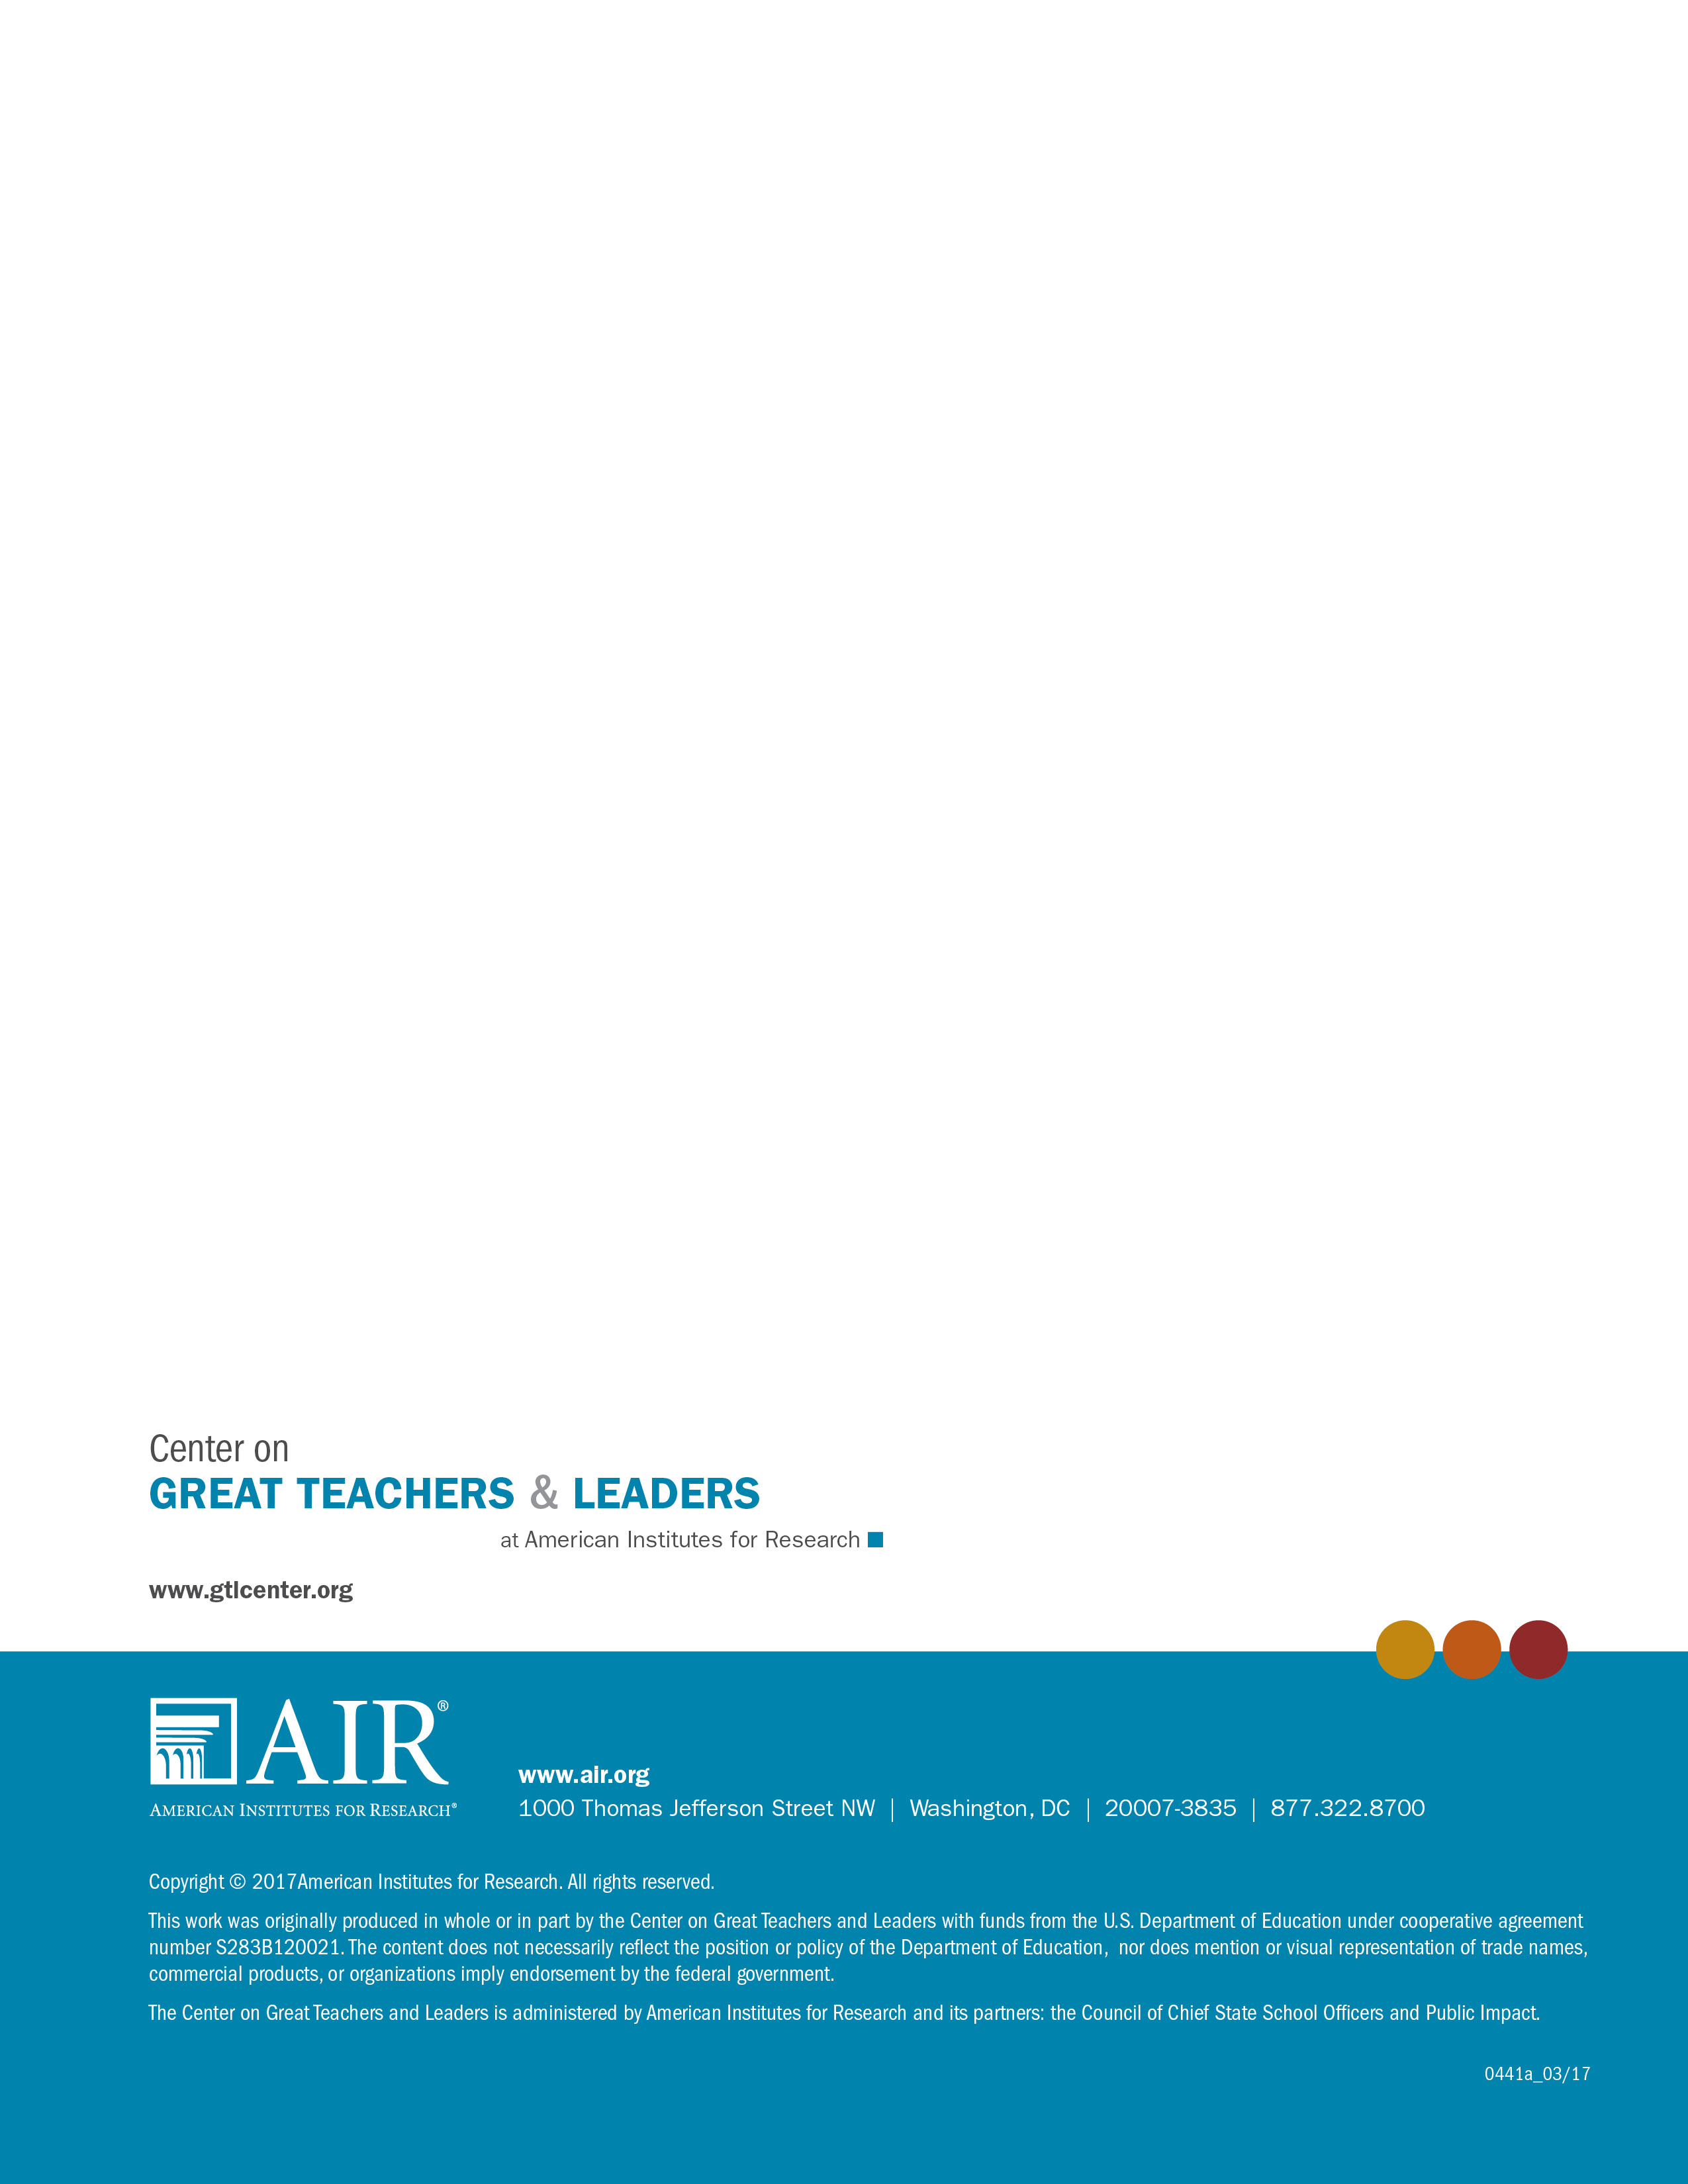 Center on
GREAT TEACHERS & LEADERS
at American Institutes for Research
www.gtlcenter.org
AIR®
AMERICAN INSTITUTES FOR RESEARCH®
www.air.org
1000 Thomas Jefferson Street NW | Washington, DC | 20007-3835 | 877.322.8700
Copyright © 2017American Institutes for Research. All rights reserved.
This work was originally produced in whole or in part by the Center on Great Teachers and Leaders with funds from the U.S. Department of Education under cooperative agreement
number S283B120021. The content does not necessarily reflect the position or policy of the Department of Education, nor does mention or visual representation of trade names,
commercial products, or organizations imply endorsement by the federal government.
The Center on Great Teachers and Leaders is administered by American Institutes for Research and its partners: the Council of Chief State School Officers and Public Impact.
0441a_03/17